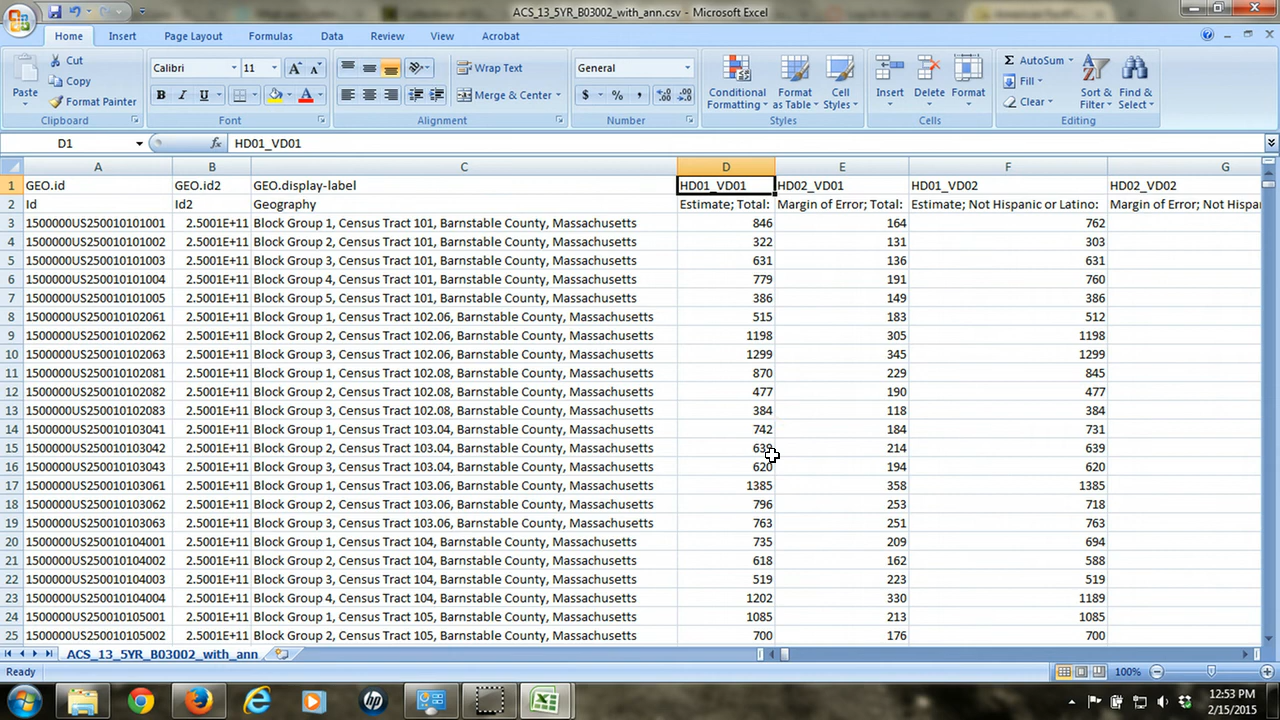 ACS_13_5YR_B03002_with_ann.csv - Microsoft Excel
Home Insert Page Layout Formulas Data Review View Acrobat
Paste Cut Copy Format Painter Clipboard
Calibri 11 B I U Font
Wrap Text Merge & Center Alignment
General $ % , Number
Conditional Formatting Format as Table Cell Styles Styles
Insert Delete Format Cells
AutoSum Fill Clear Sort & Filter Find & Select Editing
D1 fx HD01_VD01
A B C D E F G
1 GEO.id GEO.id2 GEO.display-label HD01_VD01 HD02_VD01 HD01_VD02 HD02_VD02
2 Id Id2 Geography Estimate; Total: Margin of Error; Total: Estimate; Not Hispanic or Latino: Margin of Error; Not Hispa
3 1500000US250010101001 2.5001E+11 Block Group 1, Census Tract 101, Barnstable County, Massachusetts 846 164 762
4 1500000US250010101002 2.5001E+11 Block Group 2, Census Tract 101, Barnstable County, Massachusetts 322 131 303
5 1500000US250010101003 2.5001E+11 Block Group 3, Census Tract 101, Barnstable County, Massachusetts 631 136 631
6 1500000US250010101004 2.5001E+11 Block Group 4, Census Tract 101, Barnstable County, Massachusetts 779 191 760
7 1500000US250010101005 2.5001E+11 Block Group 5, Census Tract 101, Barnstable County, Massachusetts 386 149 386
8 1500000US250010102061 2.5001E+11 Block Group 1, Census Tract 102.06, Barnstable County, Massachusetts 515 183 512
9 1500000US250010102062 2.5001E+11 Block Group 2, Census Tract 102.06, Barnstable County, Massachusetts 1198 305 1198
10 1500000US250010102063 2.5001E+11 Block Group 3, Census Tract 102.06, Barnstable County, Massachusetts 1299 345 1299
11 1500000US250010102081 2.5001E+11 Block Group 1, Census Tract 102.08, Barnstable County, Massachusetts 870 229 845
12 1500000US250010102082 2.5001E+11 Block Group 2, Census Tract 102.08, Barnstable County, Massachusetts 477 190 477
13 1500000US250010102083 2.5001E+11 Block Group 3, Census Tract 102.08, Barnstable County, Massachusetts 384 118 384
14 1500000US250010103041 2.5001E+11 Block Group 1, Census Tract 103.04, Barnstable County, Massachusetts 742 184 731
15 1500000US250010103042 2.5001E+11 Block Group 2, Census Tract 103.04, Barnstable County, Massachusetts 639 214 639
16 1500000US250010103043 2.5001E+11 Block Group 3, Census Tract 103.04, Barnstable County, Massachusetts 620 194 620
17 1500000US250010103061 2.5001E+11 Block Group 1, Census Tract 103.06, Barnstable County, Massachusetts 1385 358 1385
18 1500000US250010103062 2.5001E+11 Block Group 2, Census Tract 103.06, Barnstable County, Massachusetts 796 253 718
19 1500000US250010103063 2.5001E+11 Block Group 3, Census Tract 103.06, Barnstable County, Massachusetts 763 251 763
20 1500000US250010104001 2.5001E+11 Block Group 1, Census Tract 104, Barnstable County, Massachusetts 735 209 694
21 1500000US250010104002 2.5001E+11 Block Group 2, Census Tract 104, Barnstable County, Massachusetts 618 162 588
22 1500000US250010104003 2.5001E+11 Block Group 3, Census Tract 104, Barnstable County, Massachusetts 519 223 519
23 1500000US250010104004 2.5001E+11 Block Group 4, Census Tract 104, Barnstable County, Massachusetts 1202 330 1189
24 1500000US250010105001 2.5001E+11 Block Group 1, Census Tract 105, Barnstable County, Massachusetts 1085 213 1085
25 1500000US250010105002 2.5001E+11 Block Group 2, Census Tract 105, Barnstable County, Massachusetts 700 176 700
ACS_13_5YR_B03002_with_ann
Ready 100%
12:53 PM
2/15/2015